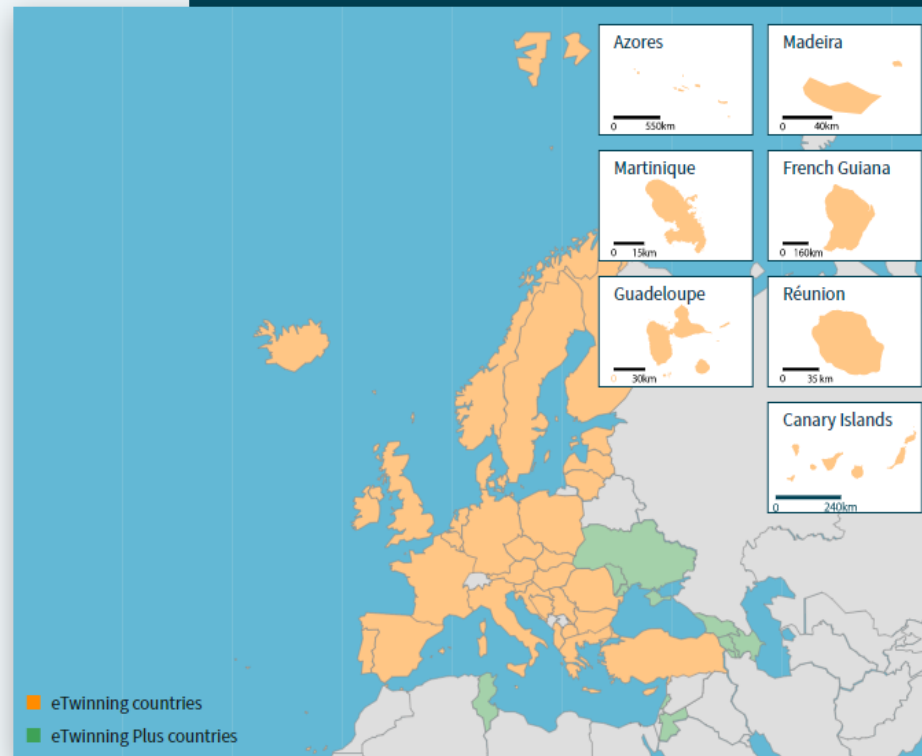 Azores
0 550km
Madeira
0 40km
Martinique
0 15km
French Guiana
0 160km
Guadeloupe
0 30km
Réunion
0 35 km
Canary Islands
0 240km
eTwinning countries
eTwinning Plus countries